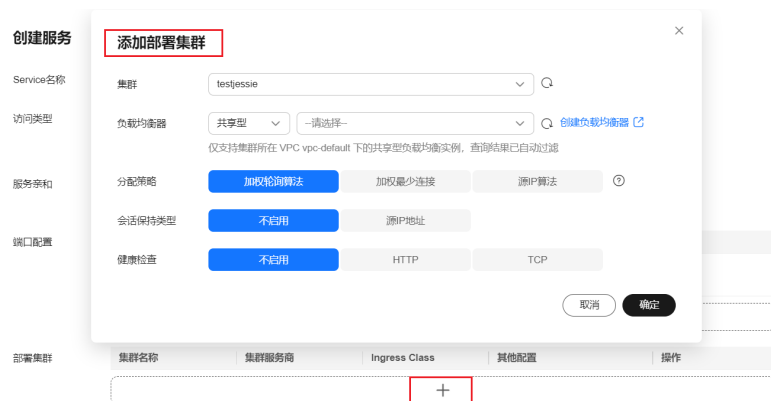 创建服务
添加部署集群
Service名称
集群
testjessie
访问类型
负载均衡器
共享型
--请选择--
创建负载均衡器
仅支持集群所在 VPC vpc-default 下的共享型负载均衡实例，查询结果已自动过滤
服务亲和
分配策略
加权轮询算法
加权最少连接
源IP算法
会话保持类型
不启用
源IP地址
端口配置
健康检查
不启用
HTTP
TCP
取消
确定
部署集群
集群名称
集群服务商
Ingress Class
其他配置
操作